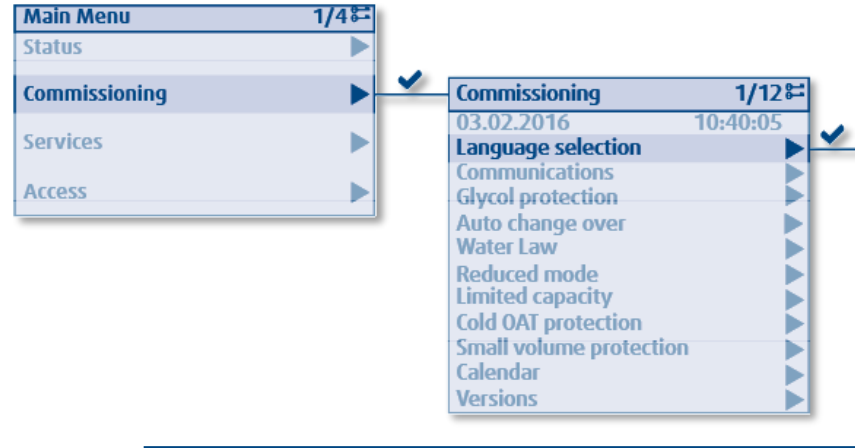 Main Menu 1/4
Status
Commissioning
Services
Access
Commissioning 1/12
03.02.2016 10:40:05
Language selection
Communications
Glycol protection
Auto change over
Water Law
Reduced mode
Limited capacity
Cold OAT protection
Small volume protection
Calendar
Versions